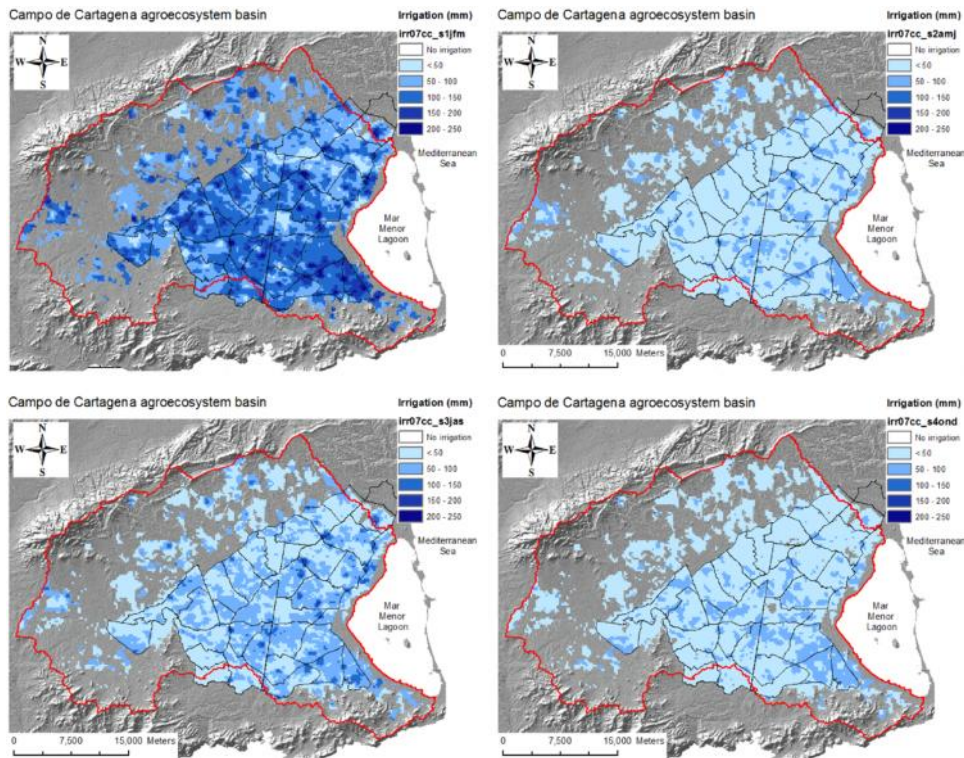 Campo de Cartagena agroecosystem basin
Irrigation (mm)
irr07cc_s1jfm
No irrigation
< 50
50 - 100
100 - 150
150 - 200
200 - 250
N
W E
S
Mediterranean
Sea
Mar
Menor
Lagoon
Campo de Cartagena agroecosystem basin
Irrigation (mm)
irr07cc_s2amj
No irrigation
< 50
50 - 100
100 - 150
150 - 200
200 - 250
N
W E
S
Mediterranean
Sea
Mar
Menor
Lagoon
0 7,500 15,000 Meters
Campo de Cartagena agroecosystem basin
Irrigation (mm)
irr07cc_s3jas
No irrigation
< 50
50 - 100
100 - 150
150 - 200
200 - 250
N
W E
S
Mediterranean
Sea
Mar
Menor
Lagoon
0 7,500 15,000 Meters
Campo de Cartagena agroecosystem basin
Irrigation (mm)
irr07cc_s4ond
No irrigation
< 50
50 - 100
100 - 150
150 - 200
200 - 250
N
W E
S
Mediterranean
Sea
Mar
Menor
Lagoon
0 7,500 15,000 Meters